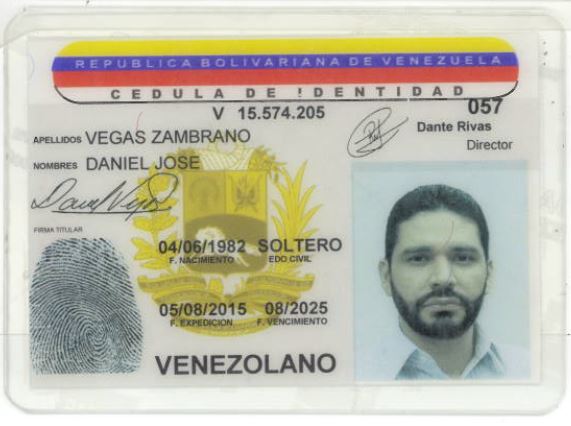 REPUBLICA BOLIVARIANA DE VENEZUELA
CEDULA DE !DENTIDAD
V 15.574.205
057
APELLIDOS VEGAS ZAMBRANO
Dante Rivas
Director
NOMBRES DANIEL JOSE
FIRMA TITULAR
04/06/1982 SOLTERO
F. NACIMIENTO EDO CIVIL
05/08/2015 08/2025
F. EXPEDICION F. VENCIMIENTO
VENEZOLANO